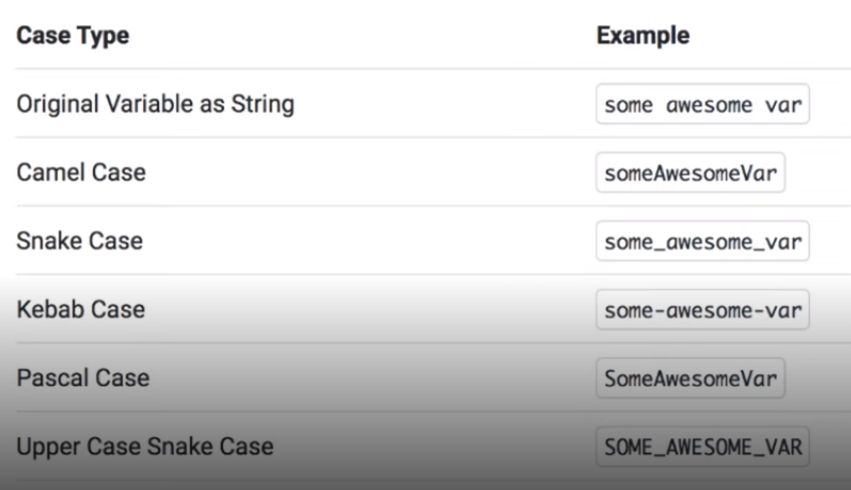 Case Type Example
Original Variable as String some awesome var
Camel Case someAwesomeVar
Snake Case some_awesome_var
Kebab Case some-awesome-var
Pascal Case SomeAwesomeVar
Upper Case Snake Case SOME_AWESOME_VAR